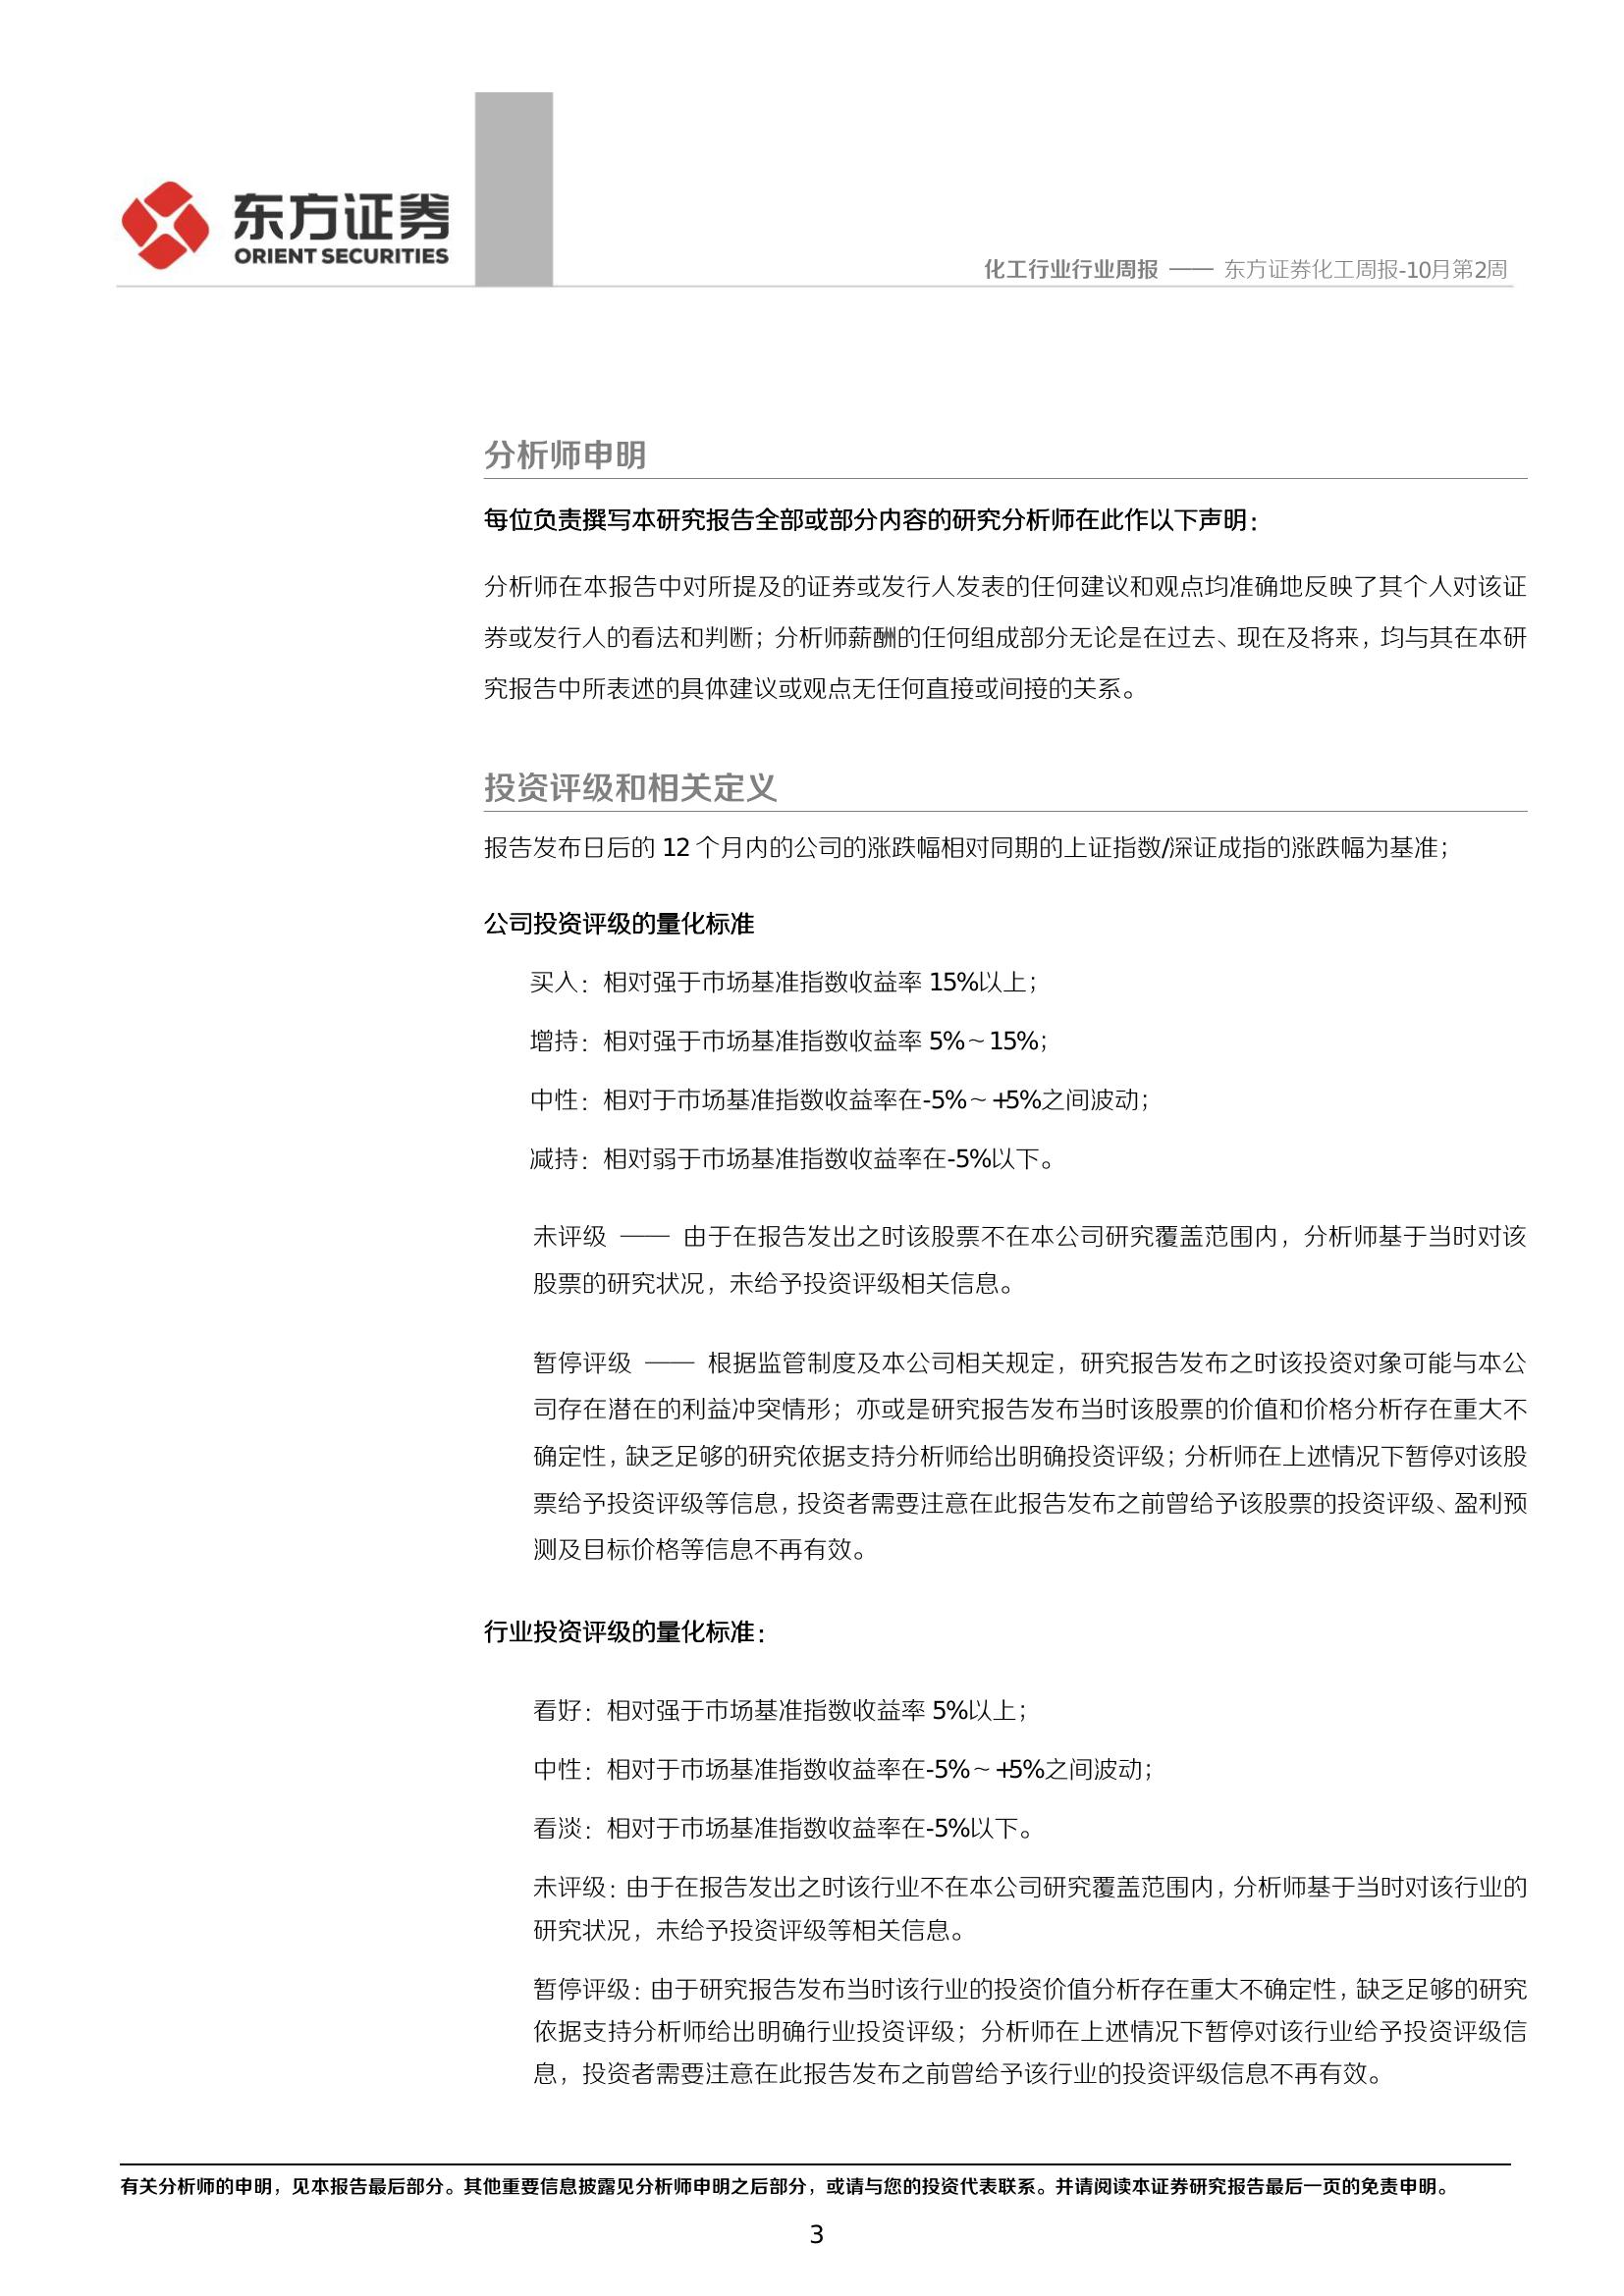 东方证券
ORIENT SECURITIES
化工行业行业周报 —— 东方证券化工周报-10月第2周
分析师申明
每位负责撰写本研究报告全部或部分内容的研究分析师在此作以下声明：
分析师在本报告中对所提及的证券或发行人发表的任何建议和观点均准确地反映了其个人对该证
券或发行人的看法和判断；分析师薪酬的任何组成部分无论是在过去、现在及将来，均与其在本研
究报告中所表述的具体建议或观点无任何直接或间接的关系。
投资评级和相关定义
报告发布日后的 12 个月内的公司的涨跌幅相对同期的上证指数/深证成指的涨跌幅为基准；
公司投资评级的量化标准
买入：相对强于市场基准指数收益率 15%以上；
增持：相对强于市场基准指数收益率 5%～15%；
中性：相对于市场基准指数收益率在-5%～+5%之间波动；
减持：相对弱于市场基准指数收益率在-5%以下。
未评级 —— 由于在报告发出之时该股票不在本公司研究覆盖范围内，分析师基于当时对该
股票的研究状况，未给予投资评级相关信息。
暂停评级 —— 根据监管制度及本公司相关规定，研究报告发布之时该投资对象可能与本公
司存在潜在的利益冲突情形；亦或是研究报告发布当时该股票的价值和价格分析存在重大不
确定性，缺乏足够的研究依据支持分析师给出明确投资评级；分析师在上述情况下暂停对该股
票给予投资评级等信息，投资者需要注意在此报告发布之前曾给予该股票的投资评级、盈利预
测及目标价格等信息不再有效。
行业投资评级的量化标准：
看好：相对强于市场基准指数收益率 5%以上；
中性：相对于市场基准指数收益率在-5%～+5%之间波动；
看淡：相对于市场基准指数收益率在-5%以下。
未评级：由于在报告发出之时该行业不在本公司研究覆盖范围内，分析师基于当时对该行业的
研究状况，未给予投资评级等相关信息。
暂停评级：由于研究报告发布当时该行业的投资价值分析存在重大不确定性，缺乏足够的研究
依据支持分析师给出明确行业投资评级；分析师在上述情况下暂停对该行业给予投资评级信
息，投资者需要注意在此报告发布之前曾给予该行业的投资评级信息不再有效。
有关分析师的申明，见本报告最后部分。其他重要信息披露见分析师申明之后部分，或请与您的投资代表联系。并请阅读本证券研究报告最后一页的免责申明。
3